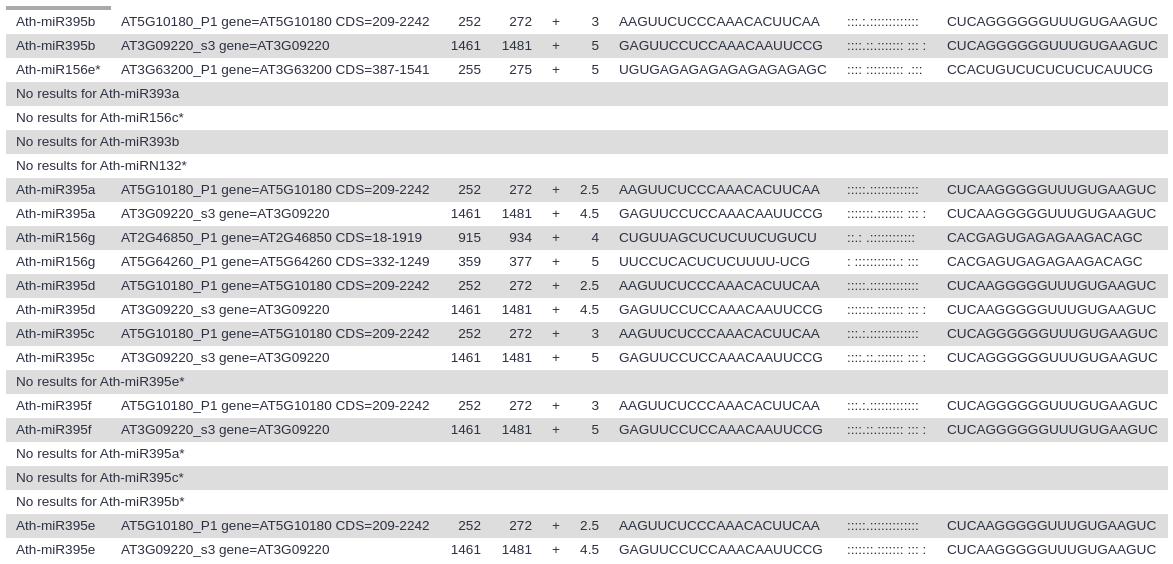 Ath-miR395b AT5G10180_P1 gene=AT5G10180 CDS=209-2242 252 272 + 3 AAGUUCUCCCAAACACUUCAA :::.:.::::::::::::: CUCAGGGGGGUUUGUGAAGUC
Ath-miR395b AT3G09220_s3 gene=AT3G09220 1461 1481 + 5 GAGUUCCUCCAAACAAUUCCG ::::.::.::::::: ::: : CUCAGGGGGGUUUGUGAAGUC
Ath-miR156e* AT3G63200_P1 gene=AT3G63200 CDS=387-1541 255 275 + 5 UGUGAGAGAGAGAGAGAGAGC :::: :::::::::: .::: CCACUGUCUCUCUCUCAUUCG
No results for Ath-miR393a
No results for Ath-miR156c*
No results for Ath-miR393b
No results for Ath-miRN132*
Ath-miR395a AT5G10180_P1 gene=AT5G10180 CDS=209-2242 252 272 + 2.5 AAGUUCUCCCAAACACUUCAA :::::.::::::::::::: CUCAAGGGGGUUUGUGAAGUC
Ath-miR395a AT3G09220_s3 gene=AT3G09220 1461 1481 + 4.5 GAGUUCCUCCAAACAAUUCCG :::::::.::::::: ::: : CUCAAGGGGGUUUGUGAAGUC
Ath-miR156g AT2G46850_P1 gene=AT2G46850 CDS=18-1919 915 934 + 4 CUGUUAGCUCUCUUCUGUCU ::.: .:::::::::::: CACGAGUGAGAGAAGACAGC
Ath-miR156g AT5G64260_P1 gene=AT5G64260 CDS=332-1249 359 377 + 5 UUCCUCACUCUCUUUU-UCG : :::::::::::.: ::: CACGAGUGAGAGAAGACAGC
Ath-miR395d AT5G10180_P1 gene=AT5G10180 CDS=209-2242 252 272 + 2.5 AAGUUCUCCCAAACACUUCAA :::::.::::::::::::: CUCAAGGGGGUUUGUGAAGUC
Ath-miR395d AT3G09220_s3 gene=AT3G09220 1461 1481 + 4.5 GAGUUCCUCCAAACAAUUCCG :::::::.::::::: ::: : CUCAAGGGGGUUUGUGAAGUC
Ath-miR395c AT5G10180_P1 gene=AT5G10180 CDS=209-2242 252 272 + 3 AAGUUCUCCCAAACACUUCAA :::.:.::::::::::::: CUCAGGGGGGUUUGUGAAGUC
Ath-miR395c AT3G09220_s3 gene=AT3G09220 1461 1481 + 5 GAGUUCCUCCAAACAAUUCCG ::::.::.::::::: ::: : CUCAGGGGGGUUUGUGAAGUC
No results for Ath-miR395e*
Ath-miR395f AT5G10180_P1 gene=AT5G10180 CDS=209-2242 252 272 + 3 AAGUUCUCCCAAACACUUCAA :::.:.::::::::::::: CUCAGGGGGGUUUGUGAAGUC
Ath-miR395f AT3G09220_s3 gene=AT3G09220 1461 1481 + 5 GAGUUCCUCCAAACAAUUCCG ::::.::.::::::: ::: : CUCAGGGGGGUUUGUGAAGUC
No results for Ath-miR395a*
No results for Ath-miR395c*
No results for Ath-miR395b*
Ath-miR395e AT5G10180_P1 gene=AT5G10180 CDS=209-2242 252 272 + 2.5 AAGUUCUCCCAAACACUUCAA :::::.::::::::::::: CUCAAGGGGGUUUGUGAAGUC
Ath-miR395e AT3G09220_s3 gene=AT3G09220 1461 1481 + 4.5 GAGUUCCUCCAAACAAUUCCG :::::::.::::::: ::: : CUCAAGGGGGUUUGUGAAGUC